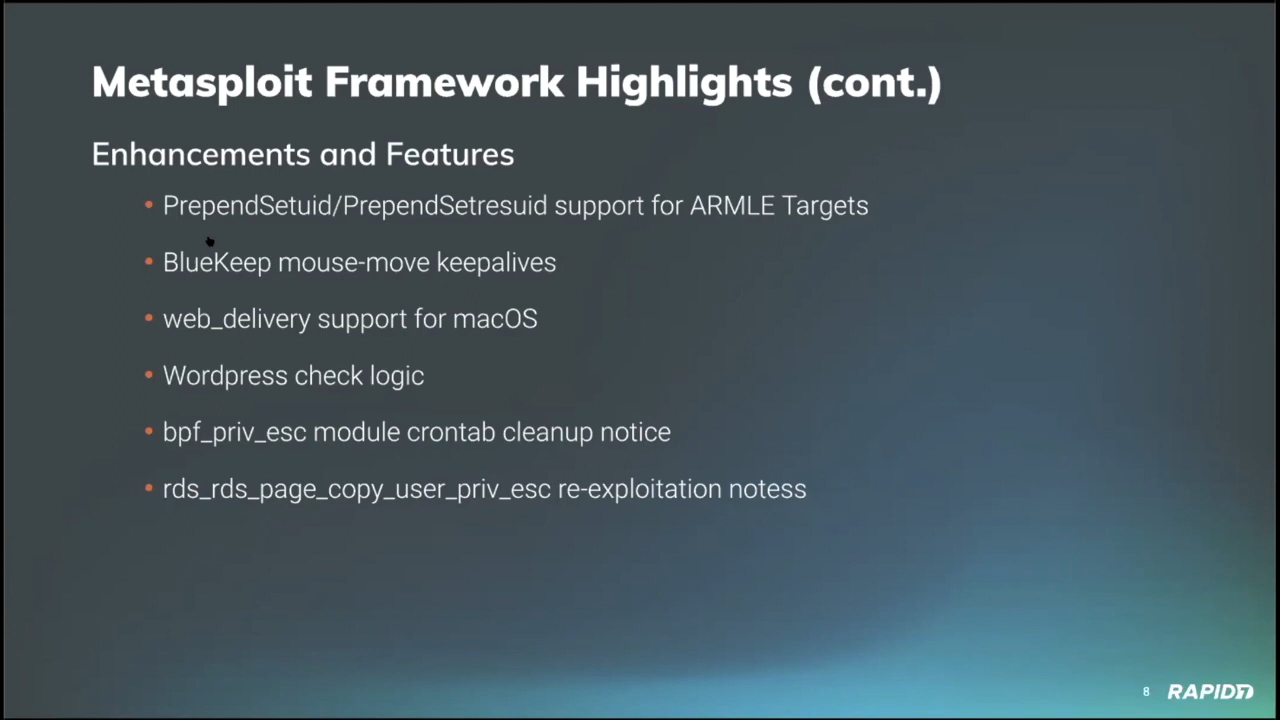 Metasploit Framework Highlights (cont.)
Enhancements and Features
• PrependSetuid/PrependSetresuid support for ARMLE Targets
• BlueKeep mouse-move keepalives
• web_delivery support for macOS
• Wordpress check logic
• bpf_priv_esc module crontab cleanup notice
• rds_rds_page_copy_user_priv_esc re-exploitation notess
8 RAPID7